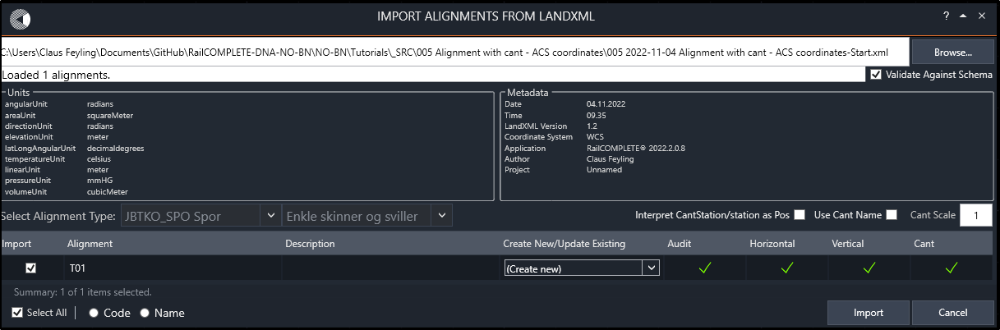 IMPORT ALIGNMENTS FROM LANDXML
?
C:\Users\Claus Feyling\Documents\GitHub\RailCOMPLETE-DNA-NO-BN\NO-BN\Tutorials\_SRC\005 Alignment with cant - ACS coordinates\005 2022-11-04 Alignment with cant - ACS coordinates-Start.xml Browse...
Loaded 1 alignments. Validate Against Schema
Units
angularUnit radians
areaUnit squareMeter
directionUnit radians
elevationUnit meter
latLongAngularUnit decimaldegrees
temperatureUnit celsius
linearUnit meter
pressureUnit mmHG
volumeUnit cubicMeter
Metadata
Date 04.11.2022
Time 09.35
LandXML Version 1.2
Coordinate System WCS
Application RailCOMPLETE® 2022.2.0.8
Author Claus Feyling
Project Unnamed
Select Alignment Type: JBTKO_SPO Spor Enkle skinner og sviller Interpret CantStation/station as Pos Use Cant Name Cant Scale 1
Import Alignment Description Create New/Update Existing Audit Horizontal Vertical Cant
T01 (Create new)
Summary: 1 of 1 items selected.
Select All Code Name Import Cancel